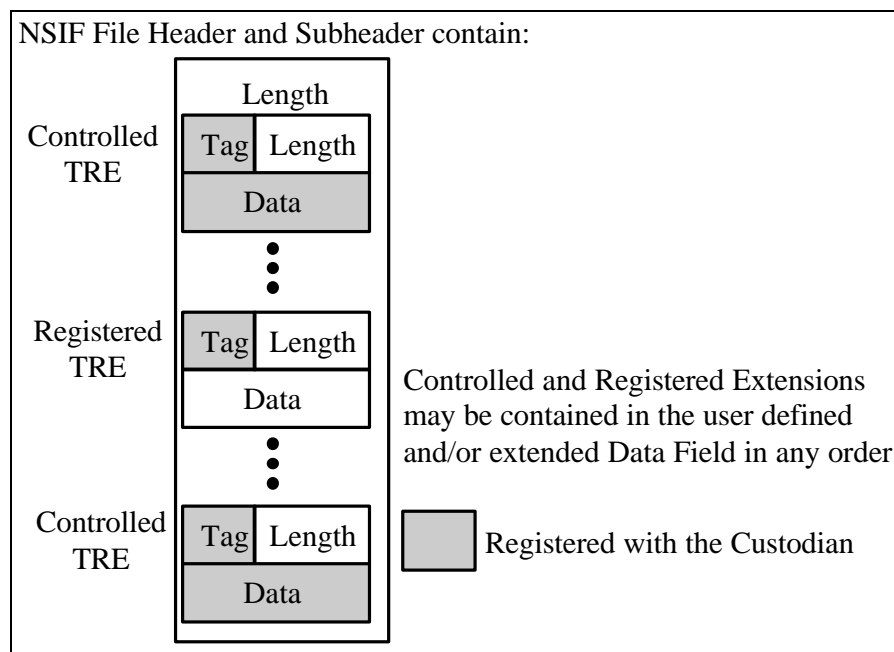 NSIF File Header and Subheader contain:
Length
Controlled
TRE
Tag Length
Data
Registered
TRE
Tag Length
Data
Controlled and Registered Extensions
may be contained in the user defined
and/or extended Data Field in any order
Controlled
TRE
Tag Length
Data
Registered with the Custodian